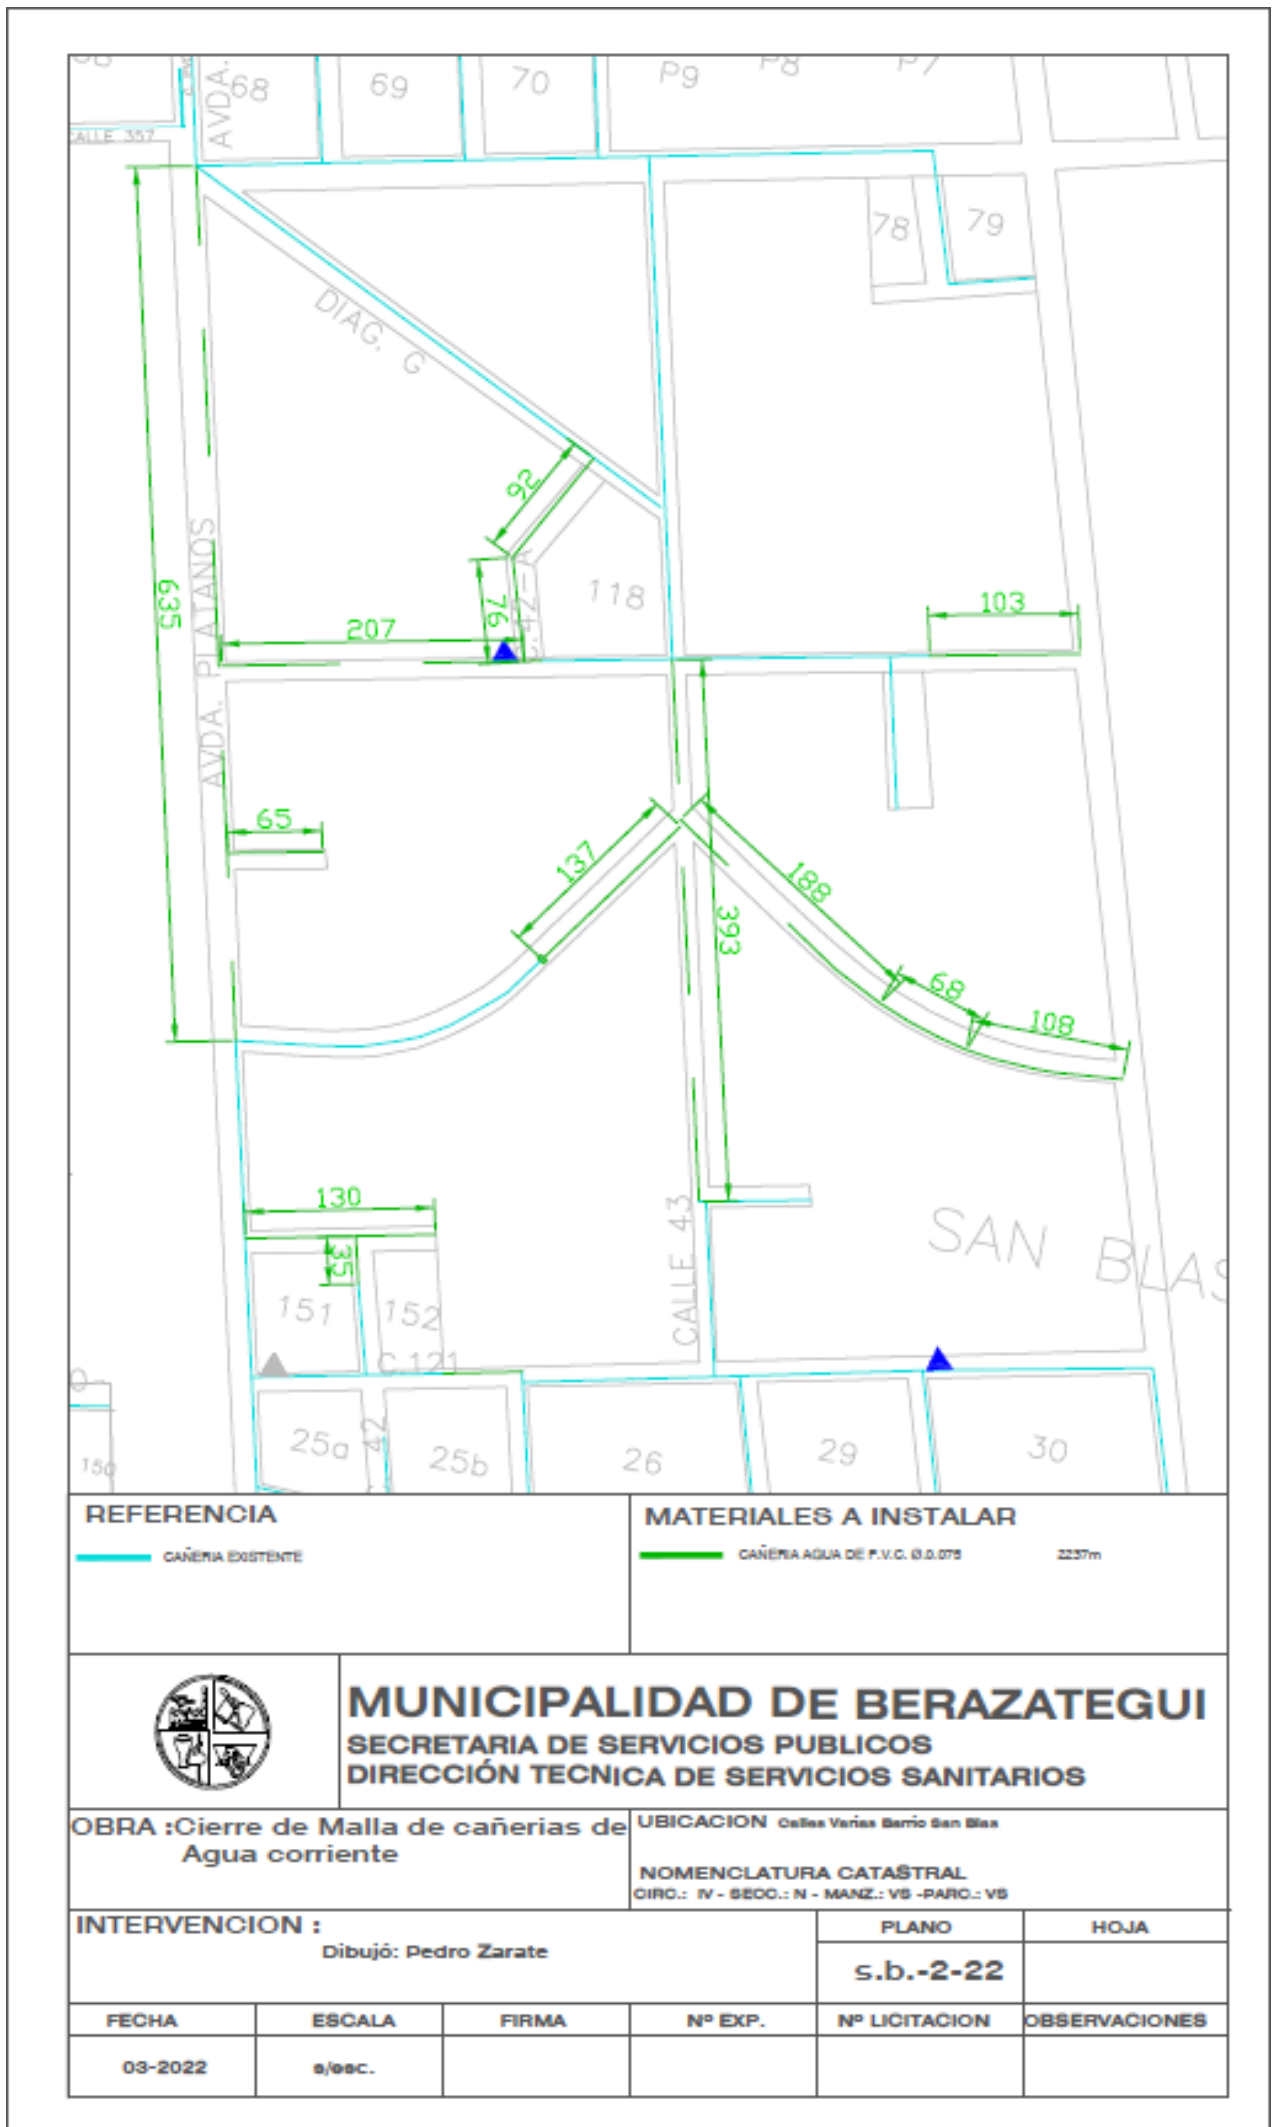 AVDA.
68
69
70
P9
P8
P7
CALLE 357
78
79
DIAG. G
92
76
C.42-A
118
103
207
635
AVDA. PLATANOS
65
137
188
393
68
108
130
35
151
152
CALLE 43
SAN BLAS
C.121
25a
42
25b
26
29
30
REFERENCIA
CAÑERIA EXISTENTE
MATERIALES A INSTALAR
CAÑERIA AGUA DE P.V.C. Ø.0.075 2237m
MUNICIPALIDAD DE BERAZATEGUI
SECRETARIA DE SERVICIOS PUBLICOS
DIRECCIÓN TECNICA DE SERVICIOS SANITARIOS
OBRA :Cierre de Malla de cañerias de
Agua corriente
UBICACION Calles Varias Barrio San Blas
NOMENCLATURA CATASTRAL
CIRC.: IV - SECC.: N - MANZ.: VS -PARC.: VS
INTERVENCION :
Dibujó: Pedro Zarate
PLANO
HOJA
s.b.-2-22
FECHA
ESCALA
FIRMA
Nº EXP.
Nº LICITACION
OBSERVACIONES
03-2022
s/esc.